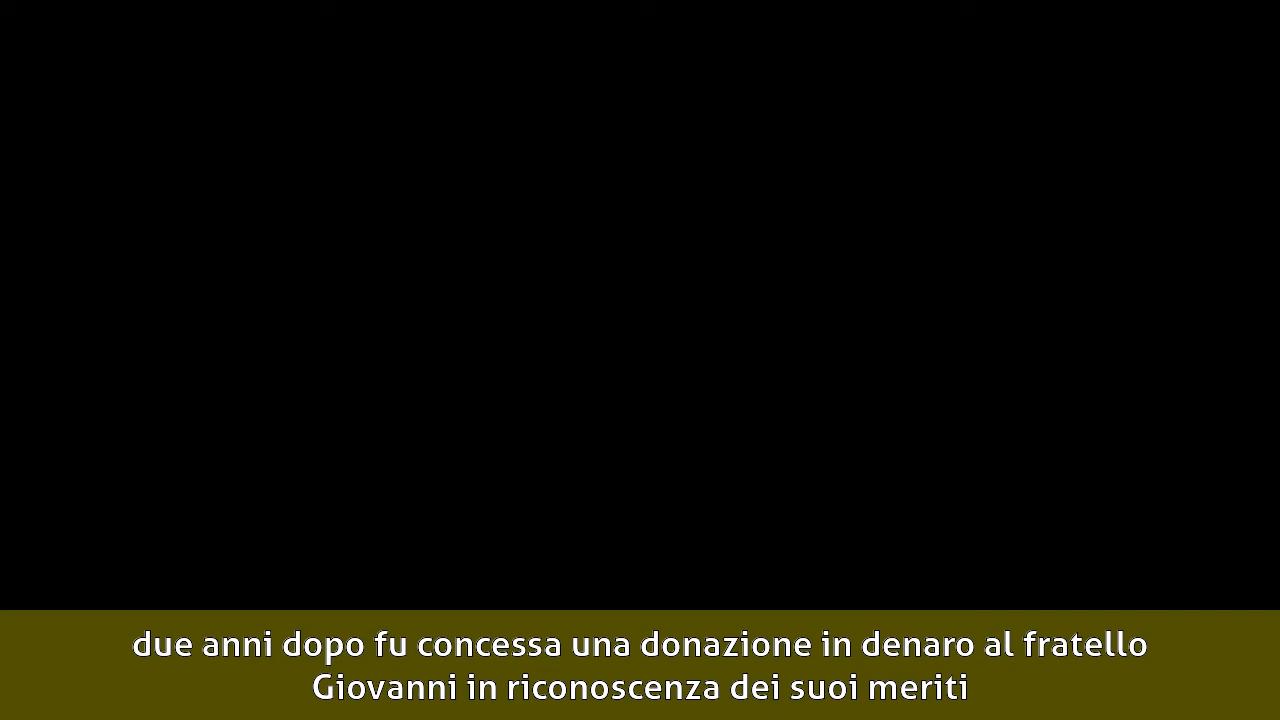 due anni dopo fu concessa una donazione in denaro al fratello
Giovanni in riconoscenza dei suoi meriti